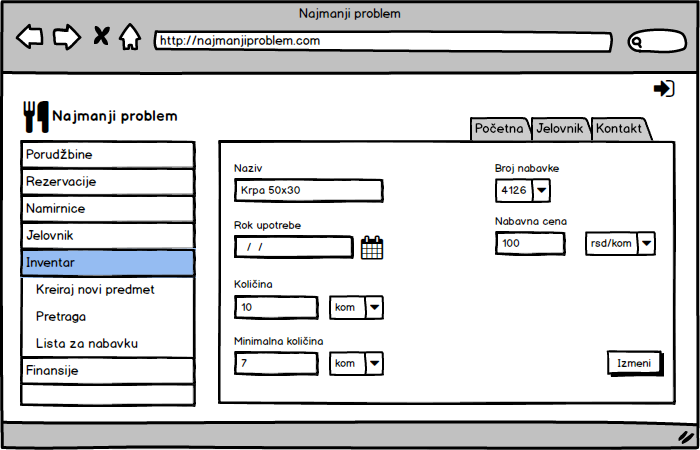 Najmanji problem
http://najmanjiproblem.com
Najmanji problem
Početna
Jelovnik
Kontakt
Porudžbine
Rezervacije
Namirnice
Jelovnik
Inventar
Kreiraj novi predmet
Pretraga
Lista za nabavku
Finansije
Naziv
Krpa 50x30
Broj nabavke
4126
Rok upotrebe
/ /
Nabavna cena
100
rsd/kom
Količina
10
kom
Minimalna količina
7
kom
Izmeni